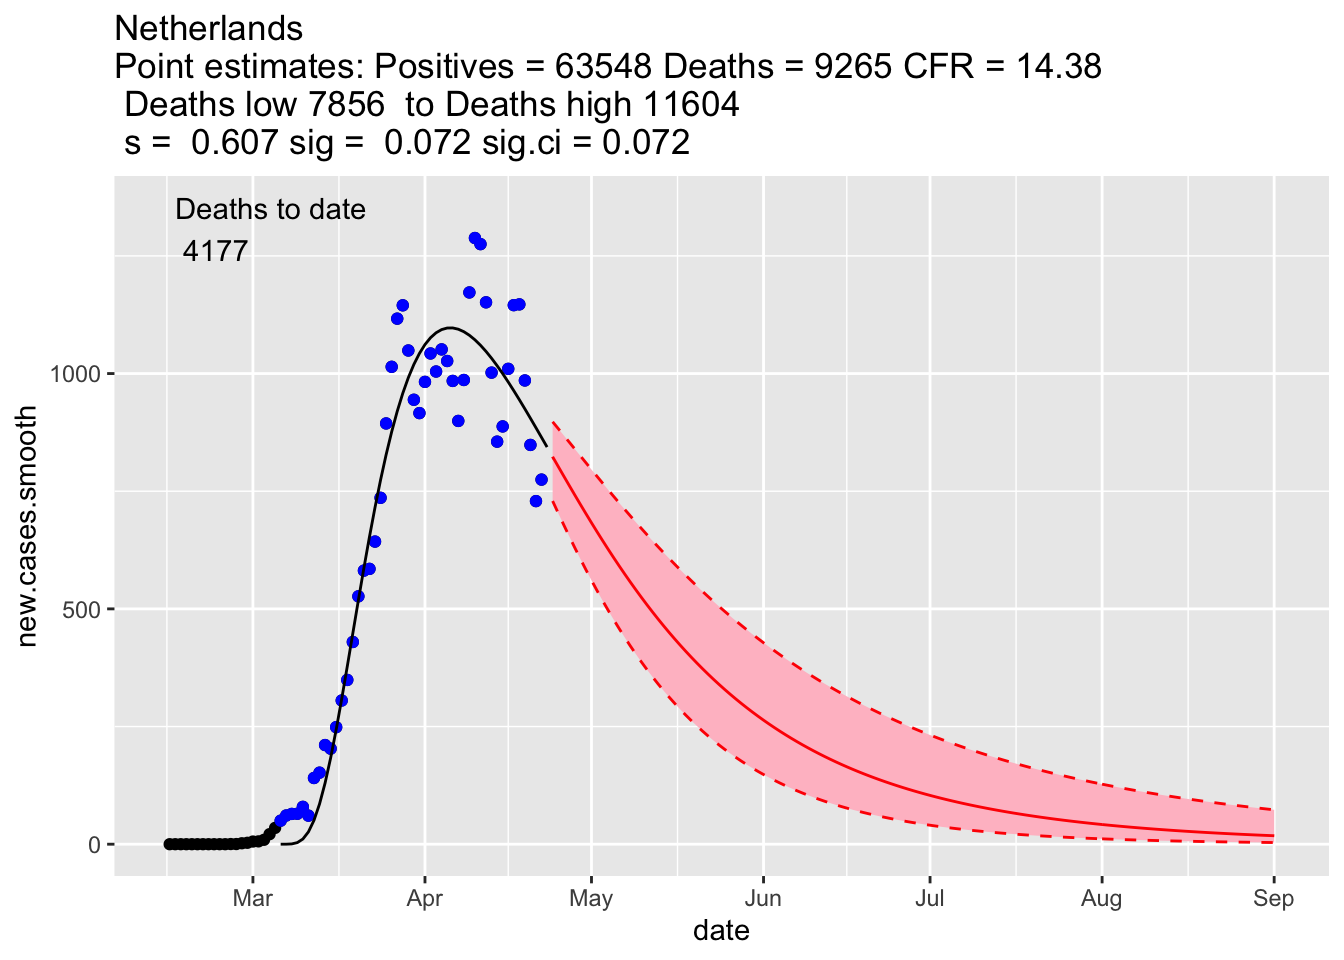 Netherlands
Point estimates: Positives = 63548 Deaths = 9265 CFR = 14.38
Deaths low 7856  to Deaths high 11604
s =  0.607 sig =  0.072 sig.ci = 0.072
Deaths to date
4177
new.cases.smooth
1000
500
0
Mar Apr May Jun Jul Aug Sep
date